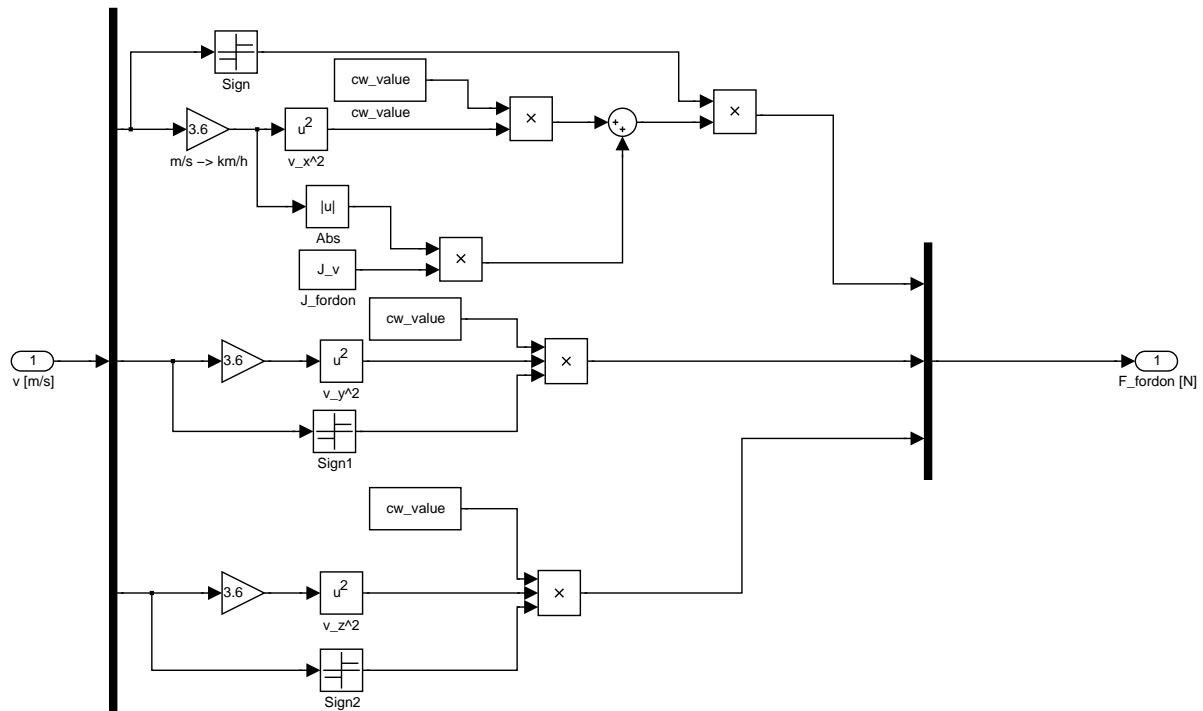 Sign
cw_value
cw_value
×
×
3.6
m/s −> km/h
u2
v_x^2
+
+
|u|
Abs
×
J_v
J_fordon
cw_value
1
v [m/s]
3.6
u2
v_y^2
×
1
F_fordon [N]
Sign1
cw_value
3.6
u2
v_z^2
×
Sign2